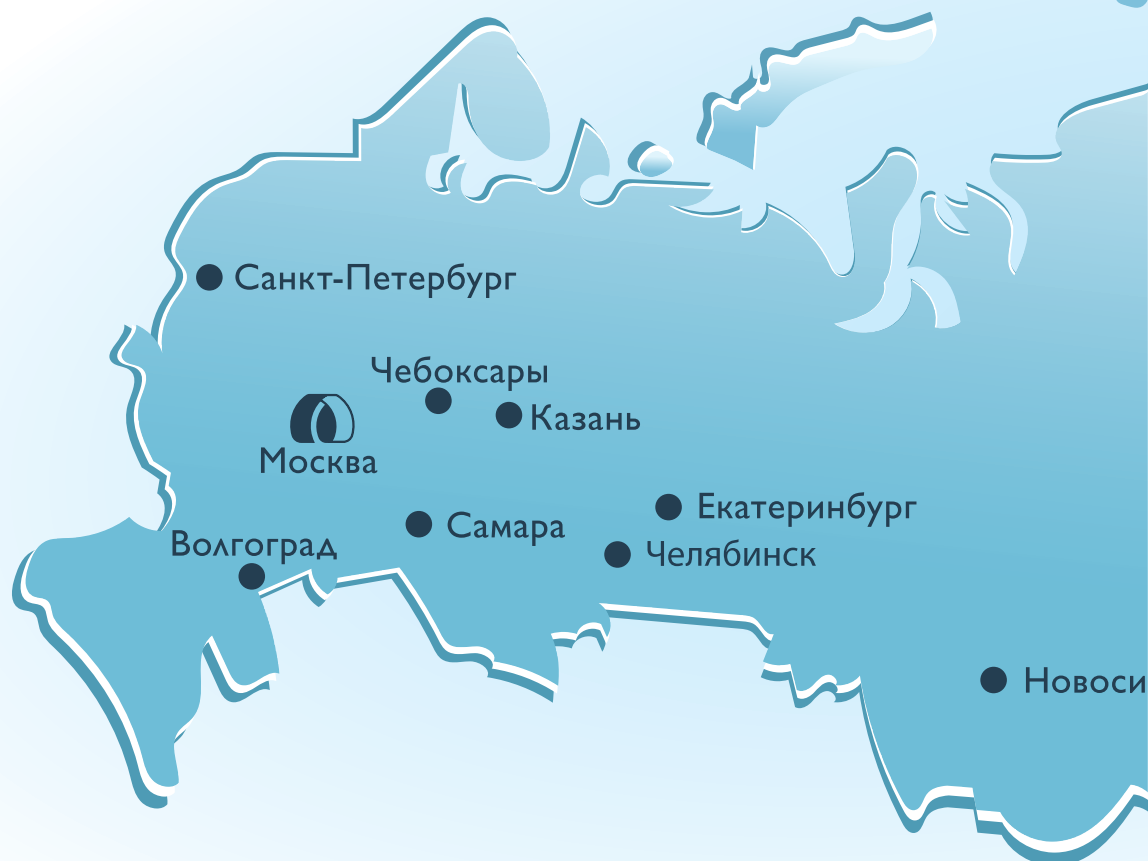 Санкт-Петербург
Чебоксары
Казань
Москва
Екатеринбург
Самара
Волгоград
Челябинск
Новоси